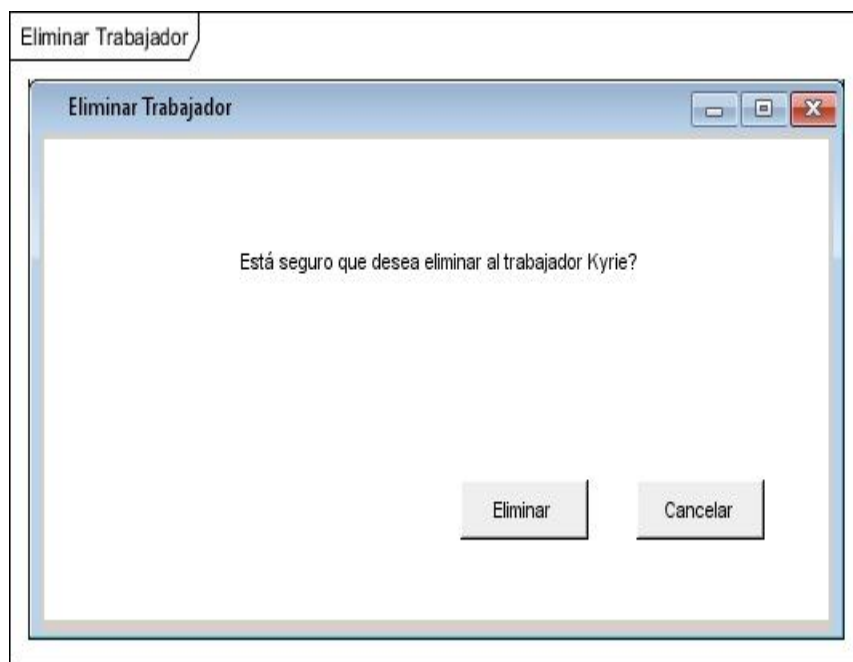 Eliminar Trabajador
Eliminar Trabajador
Está seguro que desea eliminar al trabajador Kyrie?
Eliminar
Cancelar